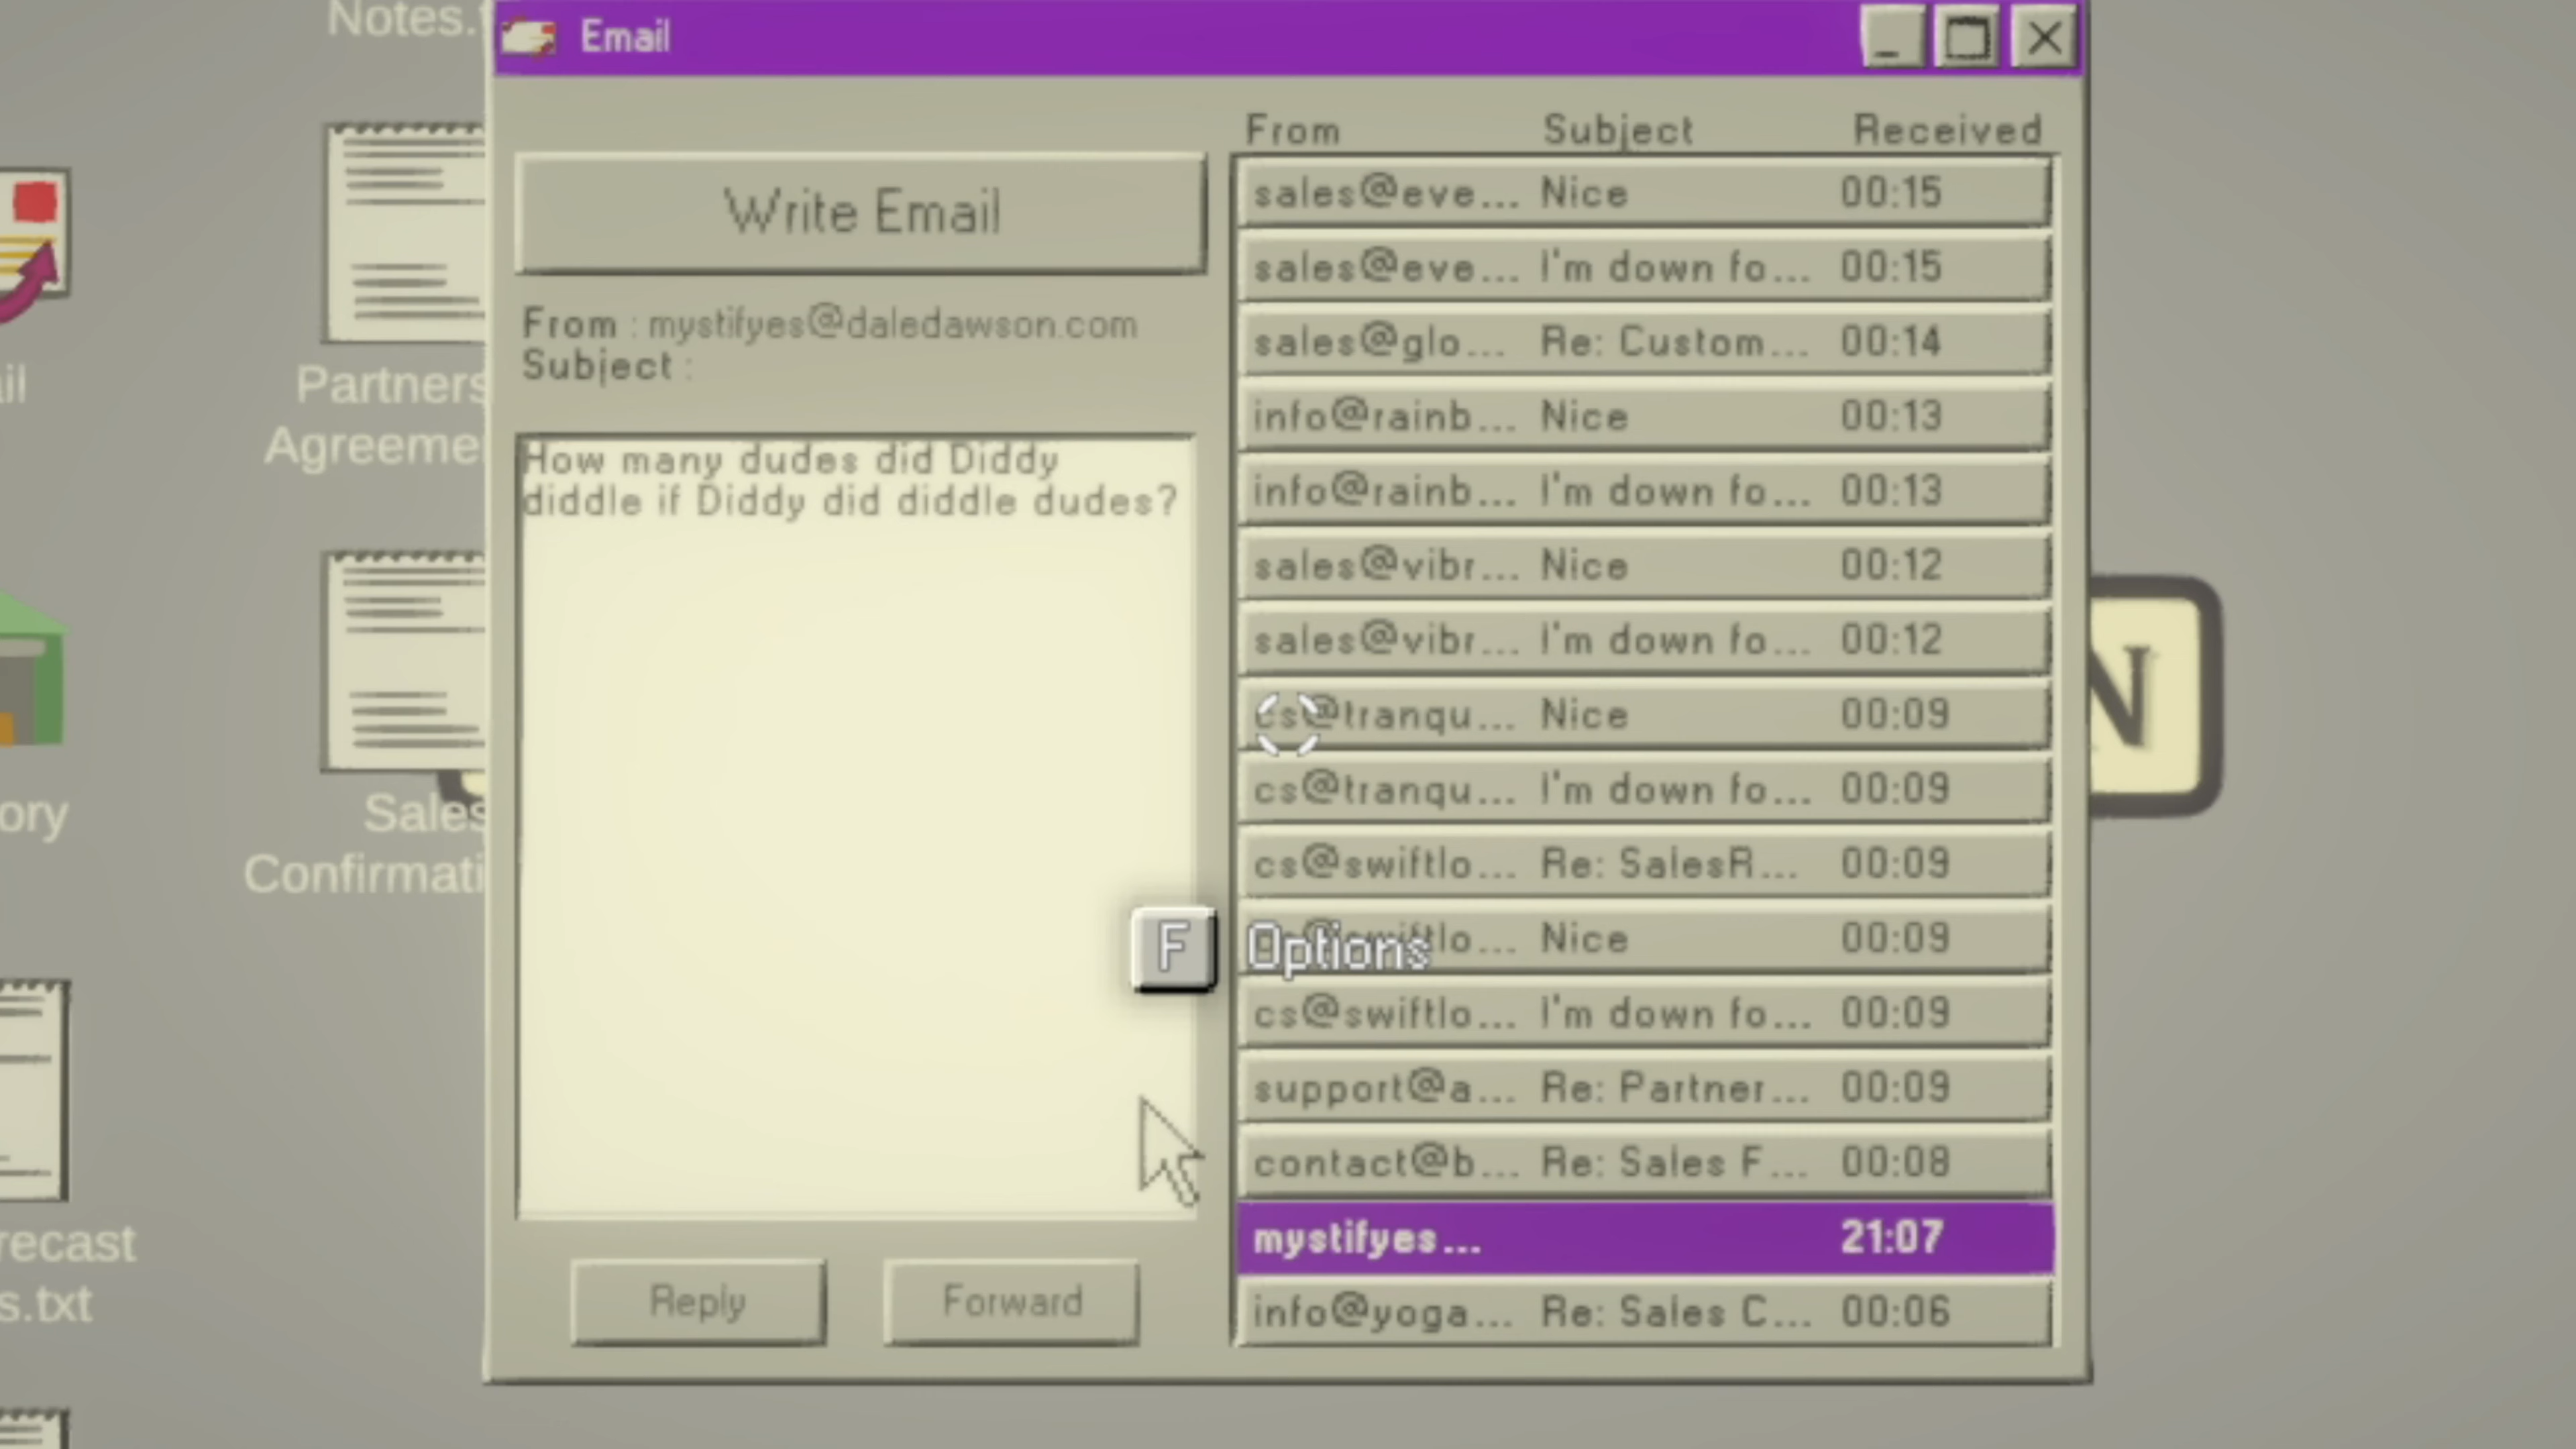 Notes.
Email
From Subject Received
Write Email
From : mystifyes@daledawson.com
Subject :
How many dudes did Diddy
diddle if Diddy did diddle dudes?
Reply Forward
sales@eve... Nice 00:15
sales@eve... I'm down fo... 00:15
sales@glo... Re: Custom... 00:14
info@rainb... Nice 00:13
info@rainb... I'm down fo... 00:13
sales@vibr... Nice 00:12
sales@vibr... I'm down fo... 00:12
cs@tranqu... Nice 00:09
cs@tranqu... I'm down fo... 00:09
cs@swiftlo... Re: SalesR... 00:09
Nice 00:09
cs@swiftlo... I'm down fo... 00:09
support@a... Re: Partner... 00:09
contact@b... Re: Sales F... 00:08
mystifyes... 21:07
info@yoga... Re: Sales C... 00:06
F Options
il
Partners
Agreeme
ory
Sales
Confirmati
recast
s.txt
N